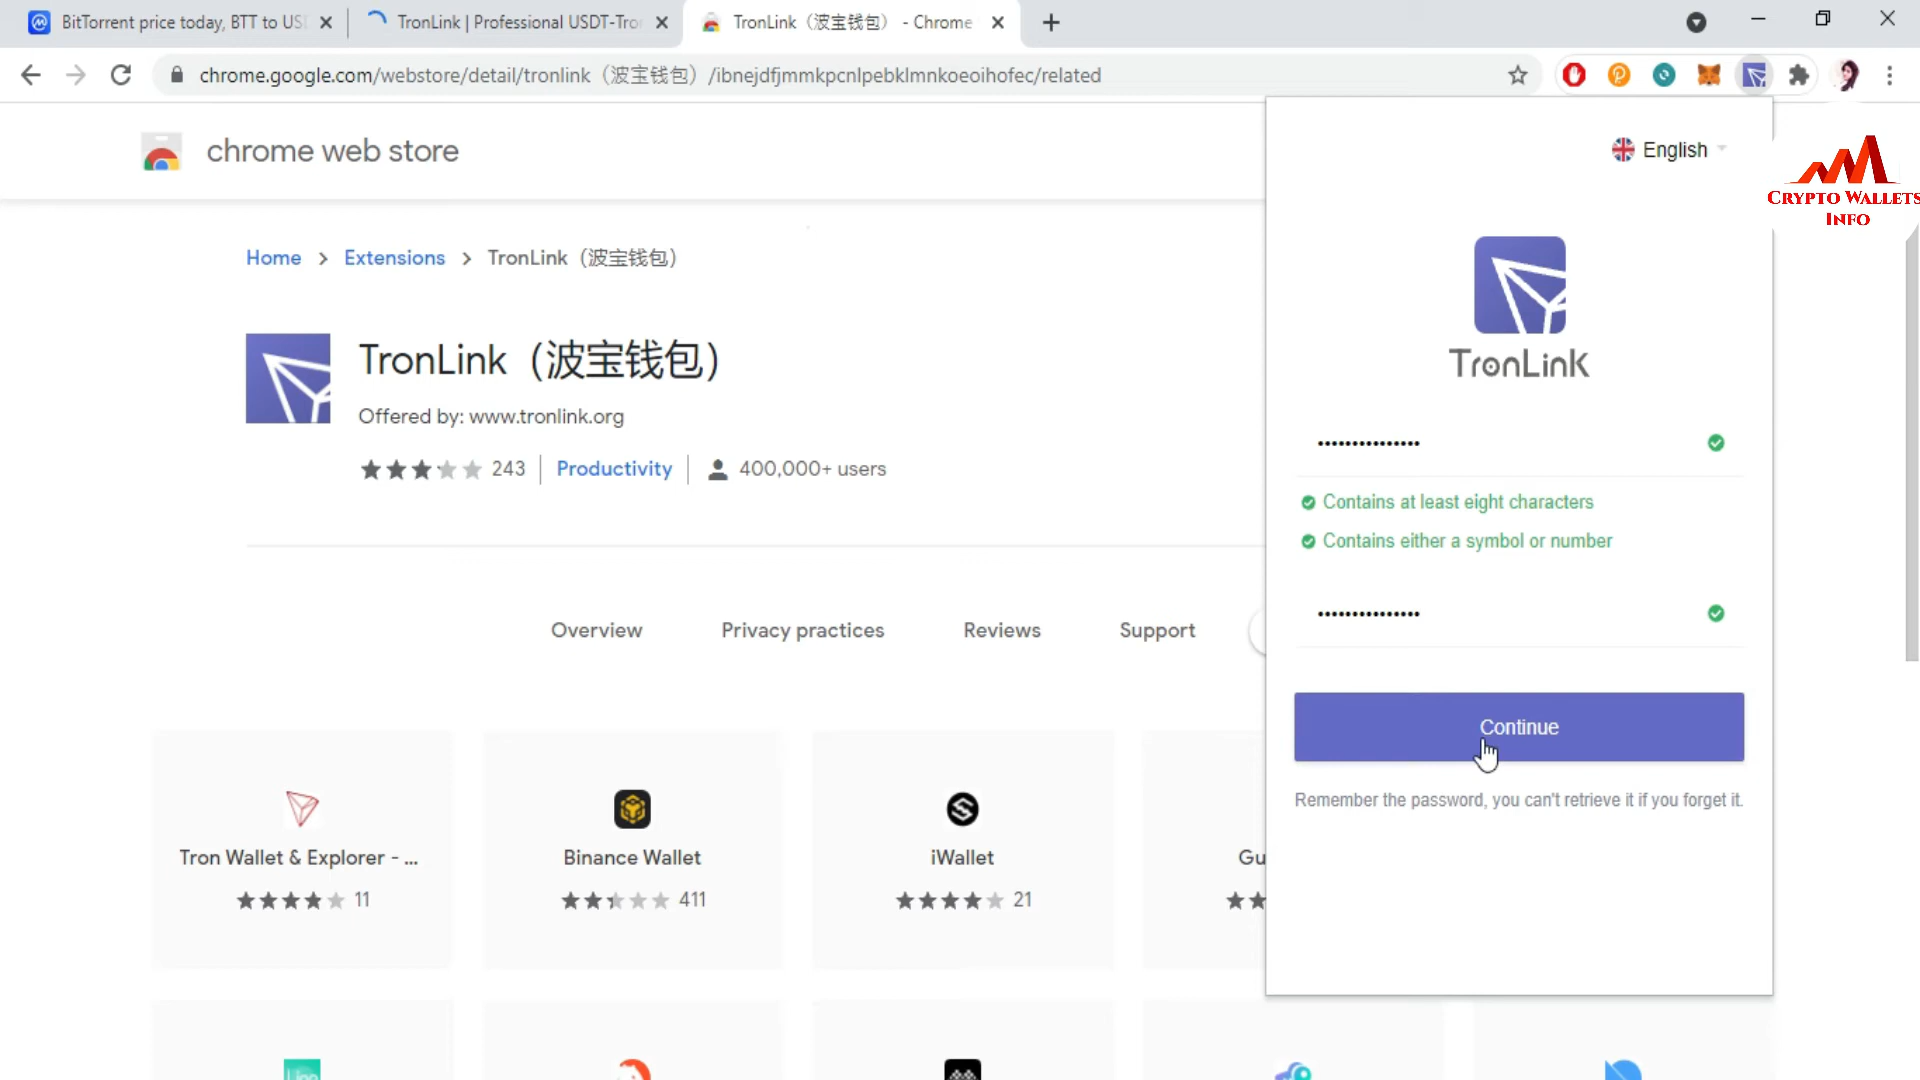 BitTorrent price today, BTT to US
TronLink | Professional USDT-Tro
TronLink（波宝钱包） - Chrome
chrome.google.com/webstore/detail/tronlink（波宝钱包）/ibnejdfjmmkpcnlpebklmnkoeoihofec/related
chrome web store
English
CRYPTO WALLETS
INFO
Home > Extensions > TronLink（波宝钱包）
TronLink（波宝钱包）
Offered by: www.tronlink.org
243 | Productivity | 400,000+ users
TronLink
•••••••••••••••
Contains at least eight characters
Contains either a symbol or number
•••••••••••••••
Overview Privacy practices Reviews Support
Continue
Remember the password, you can't retrieve it if you forget it.
Tron Wallet & Explorer - ...
11
Binance Wallet
411
iWallet
21
Gu